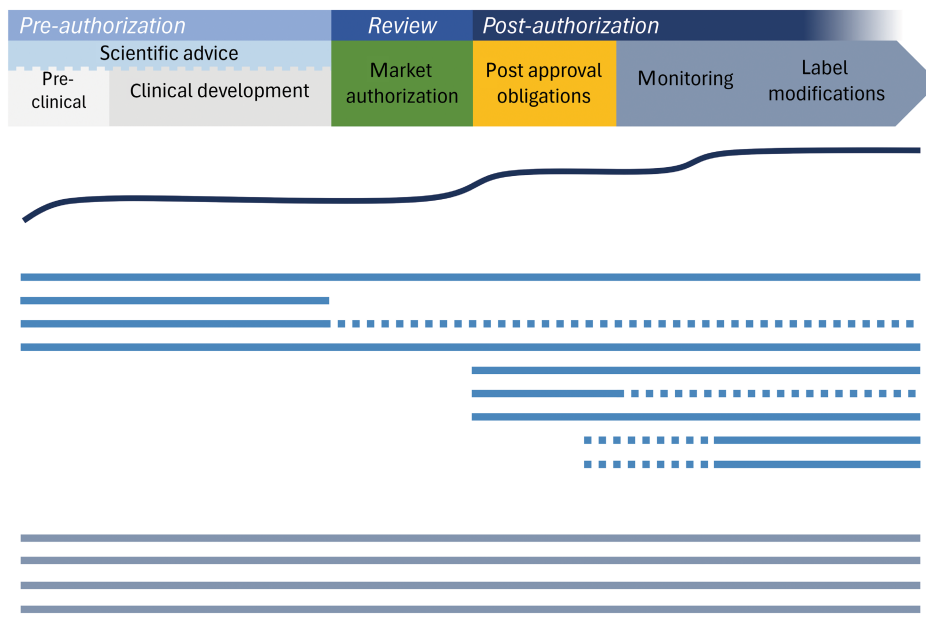 Pre-authorization
Review
Post-authorization
Scientific advice
Pre-
clinical
Clinical development
Market
authorization
Post approval
obligations
Monitoring
Label
modifications